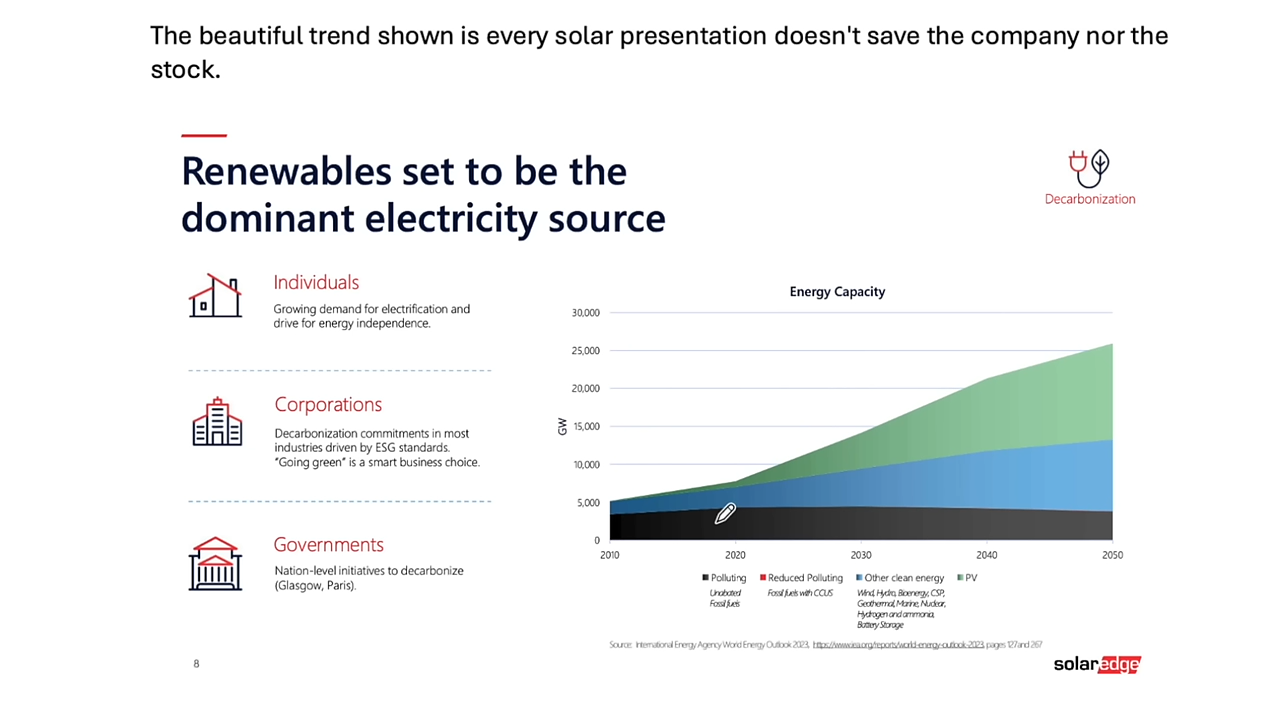 The beautiful trend shown is every solar presentation doesn't save the company nor the
stock.
Renewables set to be the
dominant electricity source
Decarbonization
Individuals
Growing demand for electrification and
drive for energy independence.
Corporations
Decarbonization commitments in most
industries driven by ESG standards.
"Going green" is a smart business choice.
Governments
Nation-level initiatives to decarbonize
(Glasgow, Paris).
Energy Capacity
30,000
25,000
20,000
15,000
10,000
5,000
0
GW
2010 2020 2030 2040 2050
Polluting Reduced Polluting Other clean energy PV
Unabated
Fossil fuels
Fossil fuels with CCUS
Wind, Hydro, Bioenergy, CSP,
Geothermal, Marine, Nuclear,
Hydrogen and ammonia,
Battery Storage
Source: International Energy Agency World Energy Outlook 2023, https://www.iea.org/reports/world-energy-outlook-2023, pages 127 and 267
8
solaredge